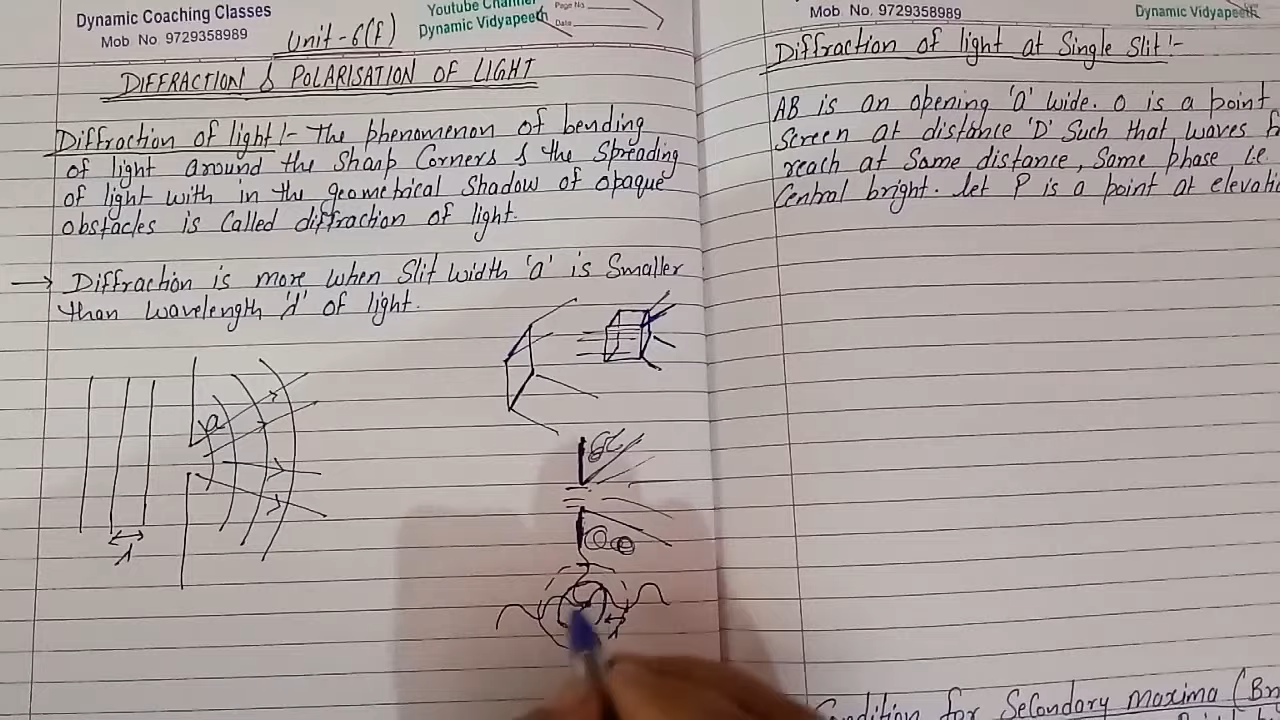 Dynamic Coaching Classes
Mob No 9729358989
Unit-6(f)
Youtube Channel
Dynamic Vidyapeeth
Page No
Date
DIFFRACTION & POLARISATION OF LIGHT
Diffraction of light :- The phenomenon of bending
of light around the sharp Corners & the Spreading
of light with in the geometrical Shadow of opaque
obstacles is Called diffraction of light.
→ Diffraction is more when Slit width 'a' is Smaller
than wavelength 'λ' of light.
a
λ
λ
Mob No 9729358989
Dynamic Vidyapeeth
Diffraction of light at Single Slit :-
AB is an opening 'a' wide. O is a point
Screen at distance 'D' Such that waves
reach at Same distance, Same phase i.e.
Central bright. Let P is a point at
Condition for Secondary Maxima